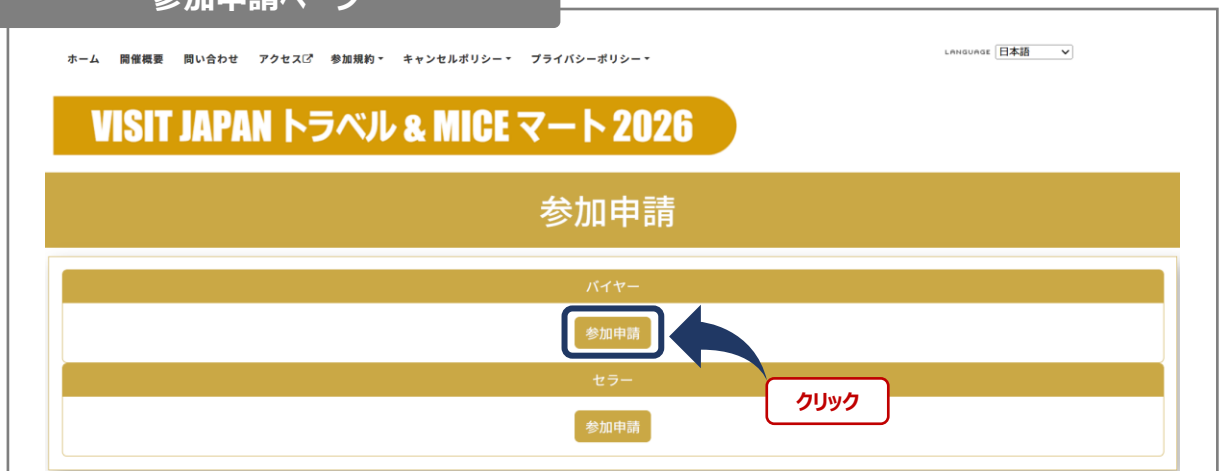 参加申請ページ
ホーム 開催概要 問い合わせ アクセス 参加規約 キャンセルポリシー プライバシーポリシー LANGUAGE 日本語
VISIT JAPAN トラベル & MICE マート 2026
参加申請
バイヤー
参加申請
セラー
クリック
参加申請